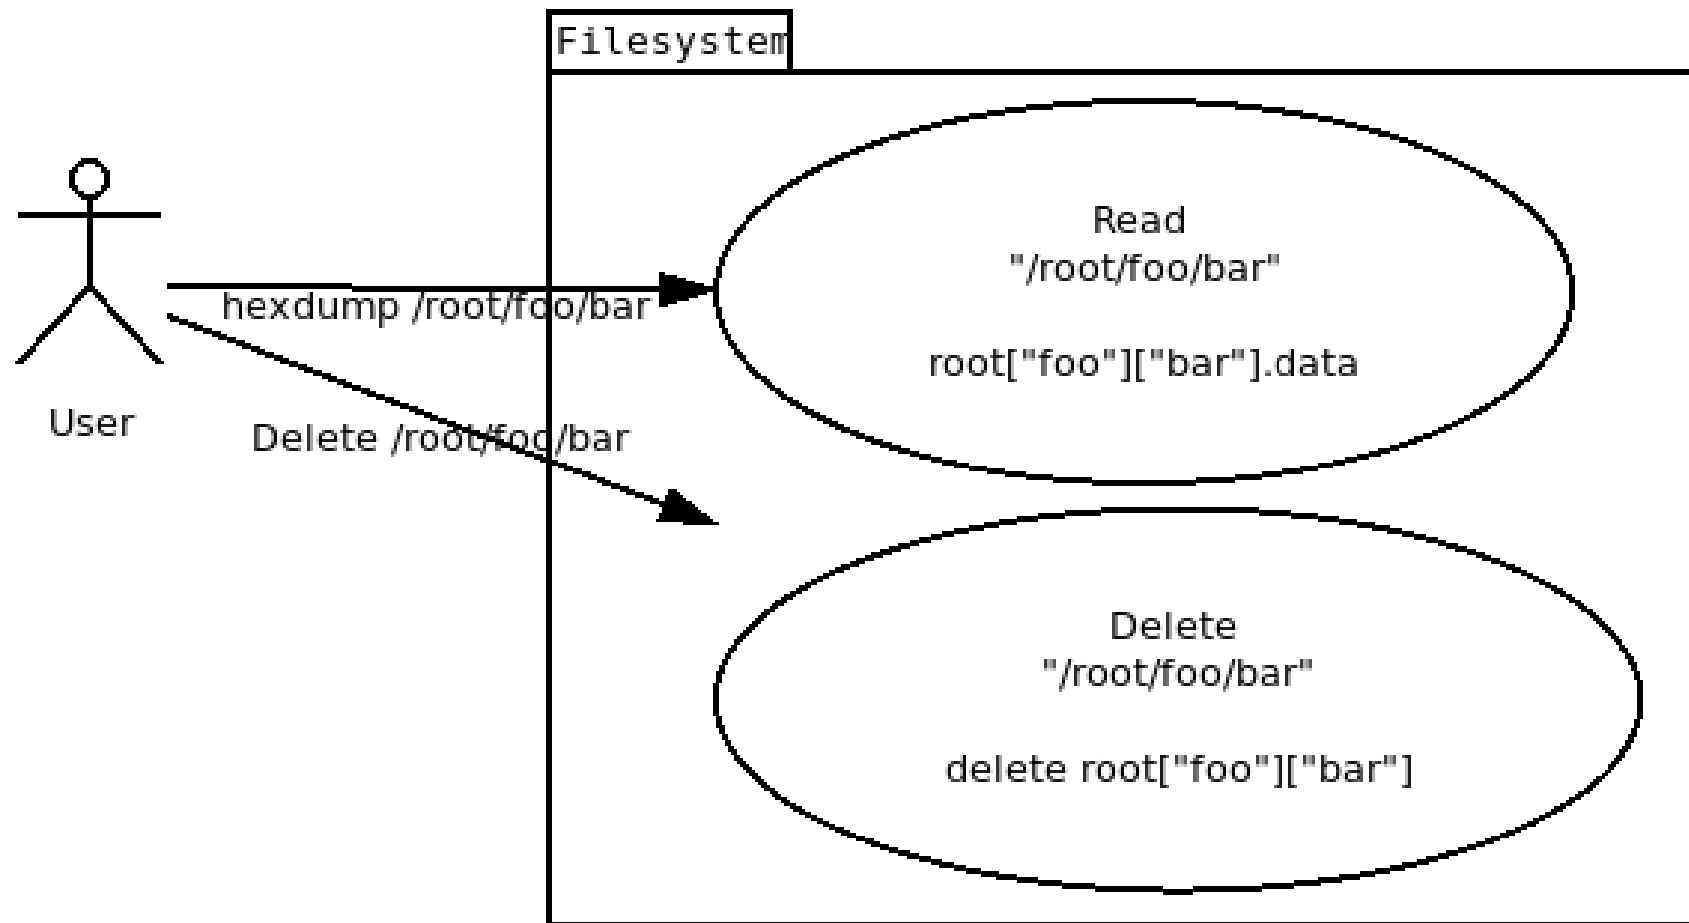 Filesystem
Read
"/root/foo/bar"
root["foo"]["bar"].data
hexdump /root/foo/bar
User
Delete /root/foo/bar
Delete
"/root/foo/bar"
delete root["foo"]["bar"]